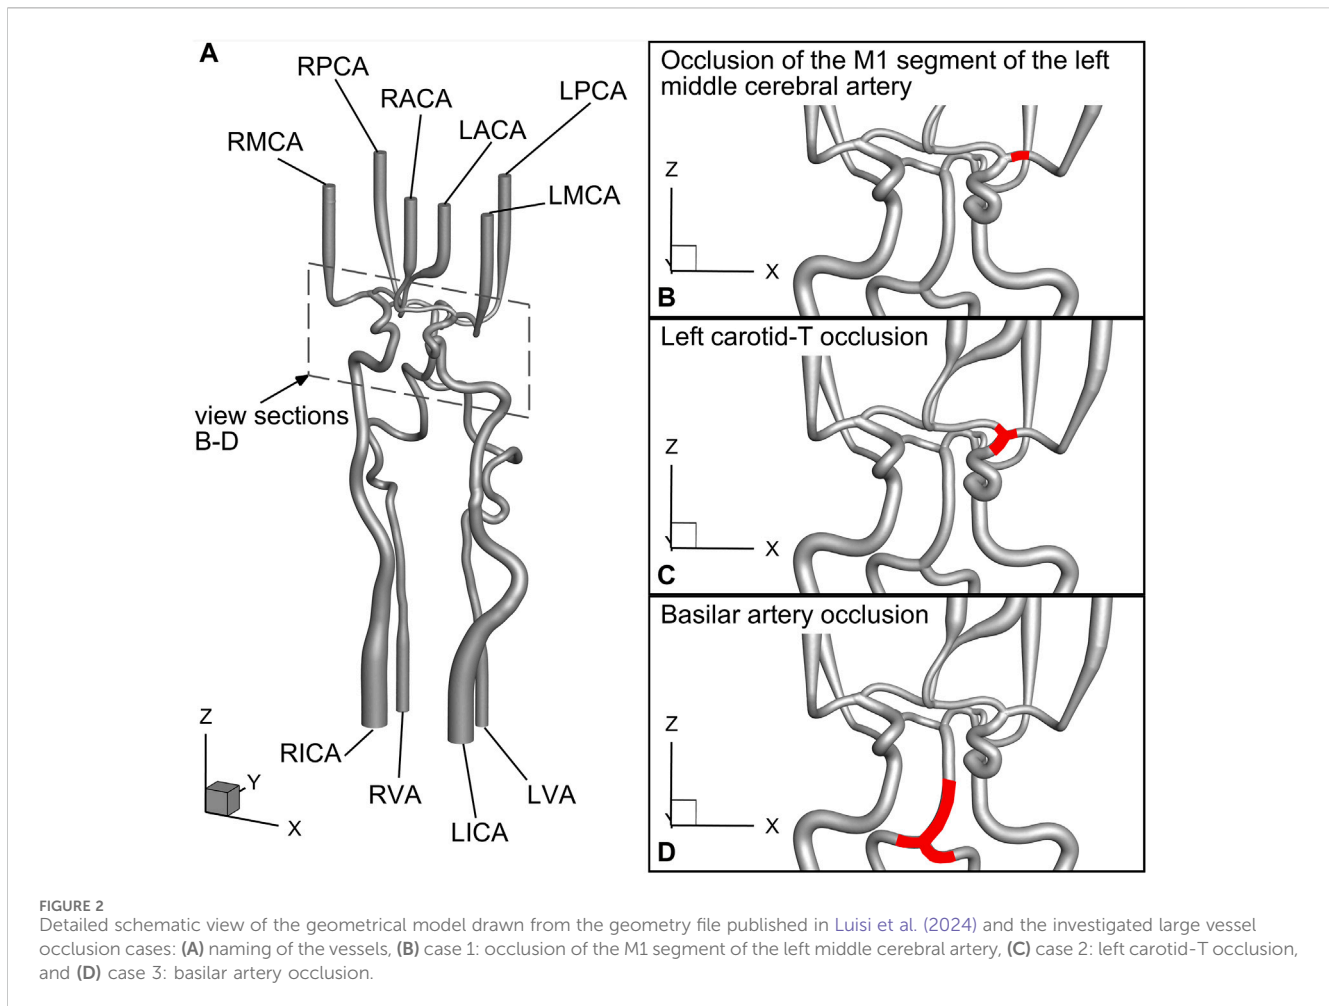 A
RPCA
RACA
LPCA
LACA
RMCA
LMCA
view sections
B-D
RICA
RVA
LICA
LVA
Z
Y
X
Occlusion of the M1 segment of the left
middle cerebral artery
Z
Y
X
B
Left carotid-T occlusion
Z
Y
X
C
Basilar artery occlusion
Z
Y
X
D
FIGURE 2
Detailed schematic view of the geometrical model drawn from the geometry file published in Luisi et al. (2024) and the investigated large vessel
occlusion cases: (A) naming of the vessels, (B) case 1: occlusion of the M1 segment of the left middle cerebral artery, (C) case 2: left carotid-T occlusion,
and (D) case 3: basilar artery occlusion.